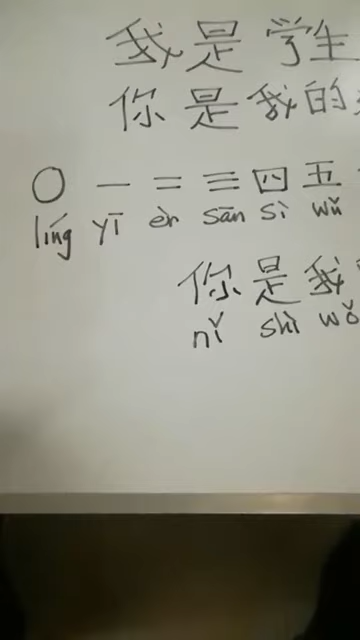 我是学生
你是我的
〇一二三四五
líng yī èr sān sì wǔ
你是我
nǐ shì wǒ